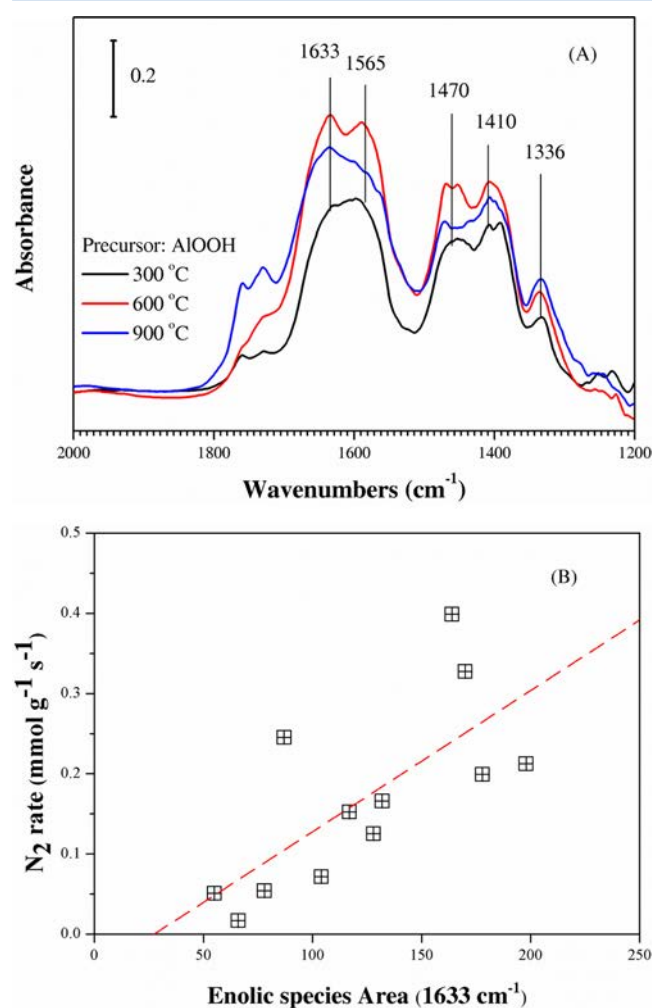 (A)
0.2
1633
1565
1470
1410
1336
Absorbance
Precursor: AlOOH
300 °C
600 °C
900 °C
2000 1800 1600 1400 1200
Wavenumbers (cm⁻¹)
(B)
0.5
0.4
0.3
0.2
0.1
0.0
N₂ rate (mmol g⁻¹ s⁻¹)
0 50 100 150 200 250
Enolic species Area (1633 cm⁻¹)